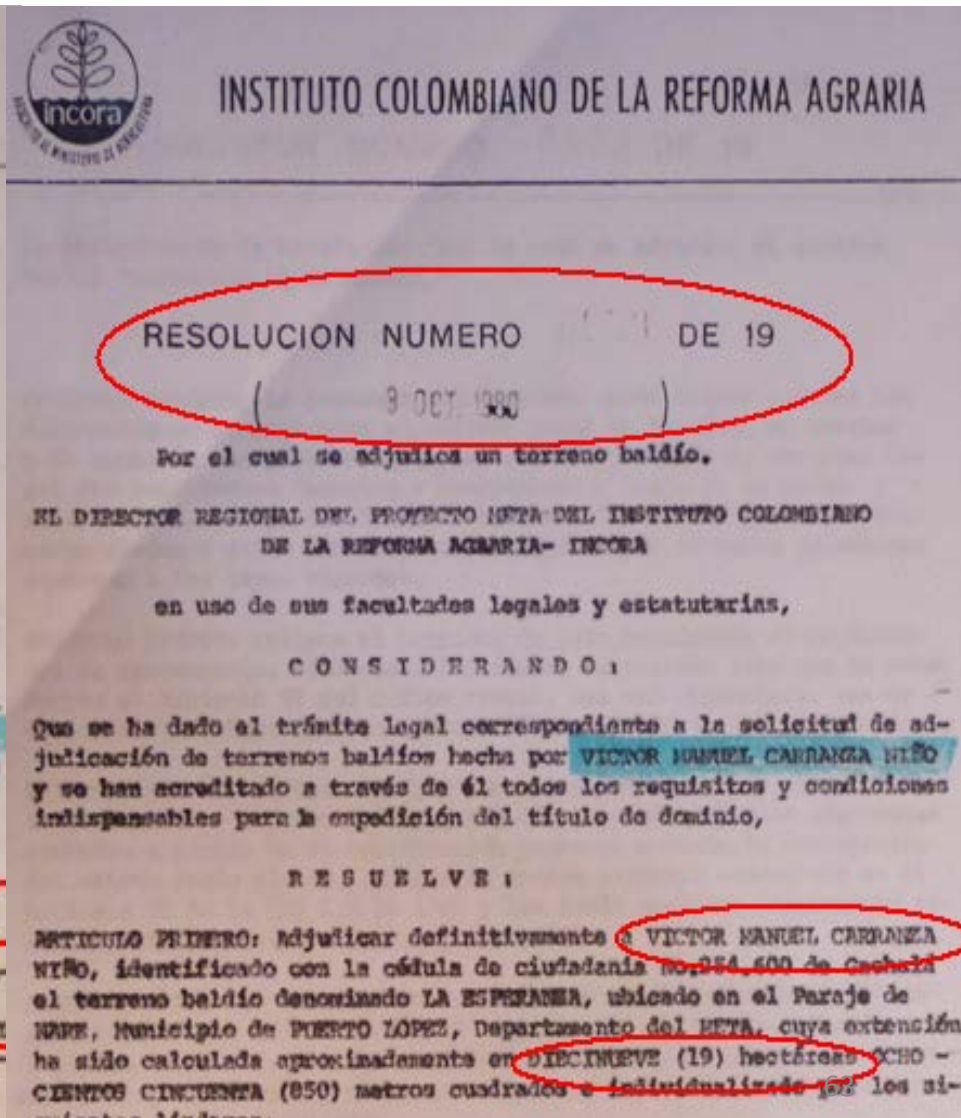 incora
INSTITUTO COLOMBIANO DE LA REFORMA AGRARIA
RESOLUCION NUMERO DE 19
( 9 OCT. )
Por el cual se adjudica un terreno baldío.
EL DIRECTOR REGIONAL DEL PROYECTO META DEL INSTITUTO COLOMBIANO
DE LA REFORMA AGRARIA- INCORA
en uso de sus facultades legales y estatutarias,
C O N S I D E R A N D O :
Que se ha dado el trámite legal correspondiente a la solicitud de ad-
judicación de terrenos baldíos hecha por VICTOR MANUEL CARRANZA NIÑO
y se han acreditado a través de él todos los requisitos y condiciones
indispensables para la expedición del título de dominio,
R E S U E L V E :
ARTICULO PRIMERO: Adjudicar definitivamente a VICTOR MANUEL CARRANZA
NIÑO, identificado con la cédula de ciudadanía de
el terreno baldío denominado LA ESPERANZA, ubicado en el Paraje de
NARE, Municipio de PUERTO LOPEZ, Departamento del META, cuya extensión
ha sido calculada aproximadamente en DIECINUEVE (19) hectáreas OCHO -
CIENTOS CINCUENTA (850) metros cuadrados e individualizado por los si-
guientes linderos: